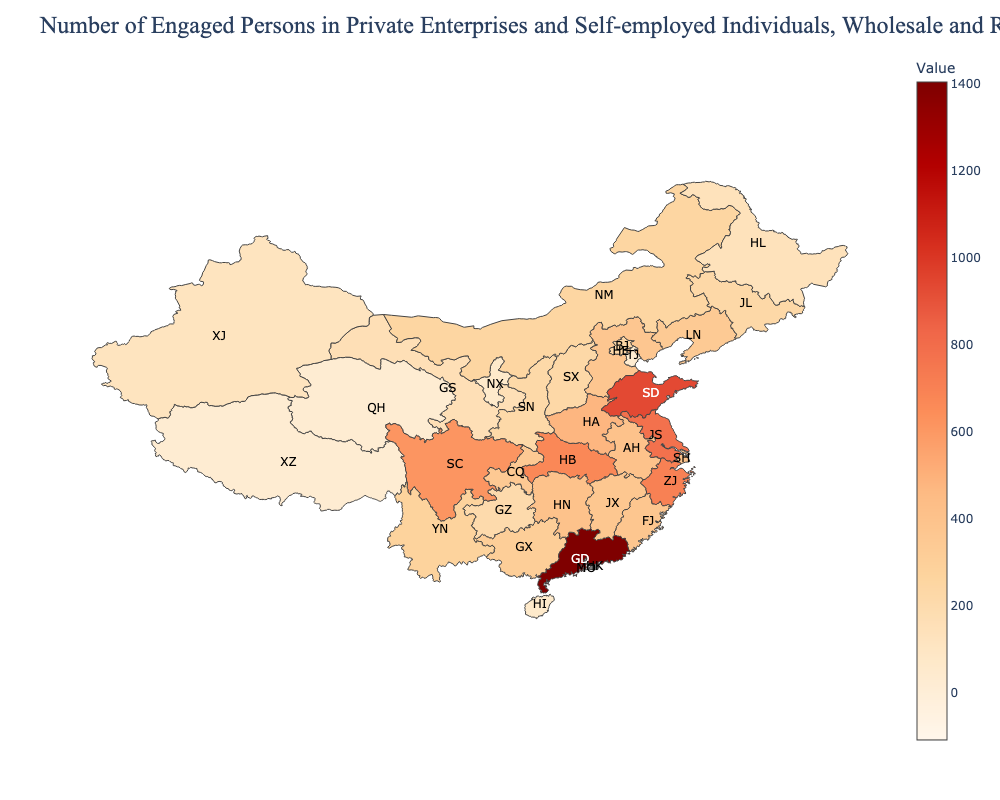 Number of Engaged Persons in Private Enterprises and Self-employed Individuals, Wholesale and R
Value
1400
1200
1000
800
600
400
200
0
HL
NM
JL
XJ
LN
BJ
HE
TJ
SX
NX
GS
SD
QH
SN
HA
JS
AH
SH
XZ
SC
HB
CQ
ZJ
JX
HN
GZ
FJ
YN
GX
GD
HK
MO
HI